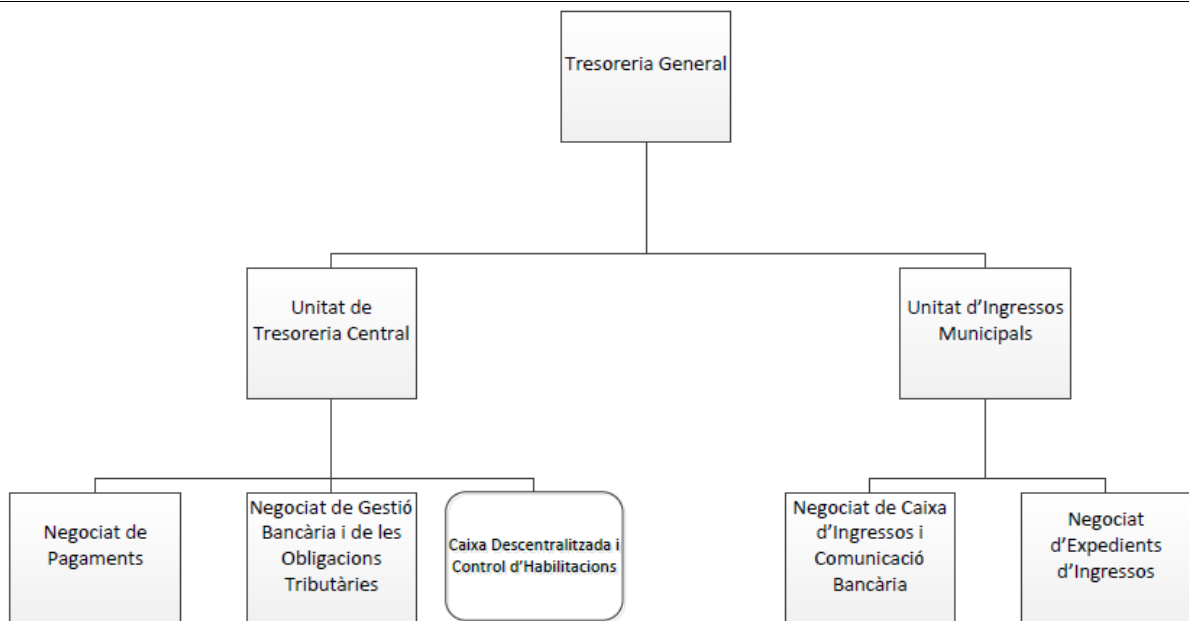 Tresoreria General
Unitat de
Tresoreria Central
Unitat d’Ingressos
Municipals
Negociat de
Pagaments
Negociat de Gestió
Bancària i de les
Obligacions
Tributàries
Caixa Descentralitzada i
Control d’Habilitacions
Negociat de Caixa
d’Ingressos i
Comunicació
Bancària
Negociat
d’Expedients
d’Ingressos